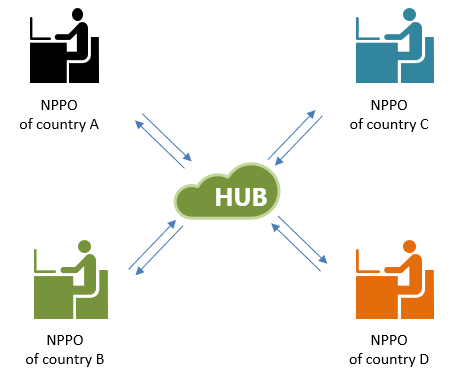 NPPO
of country A
NPPO
of country C
HUB
NPPO
of country B
NPPO
of country D